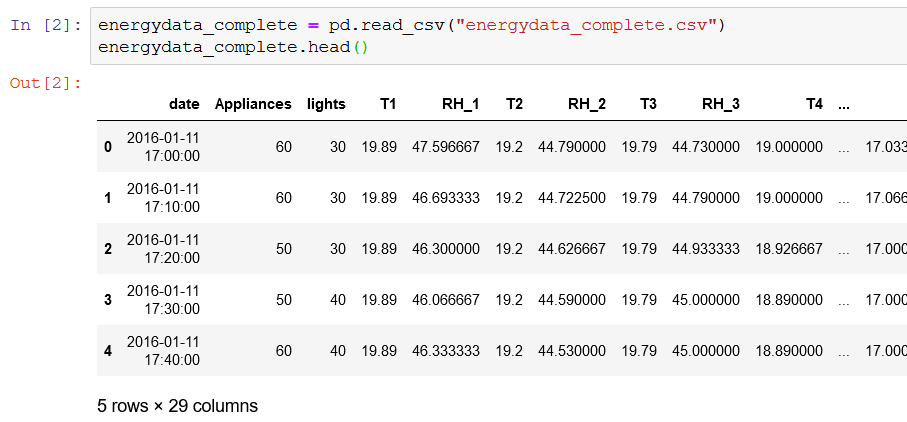 In [2]: energydata_complete = pd.read_csv("energydata_complete.csv")
energydata_complete.head()
Out[2]:
date Appliances lights T1 RH_1 T2 RH_2 T3 RH_3 T4 ...
0 2016-01-11 17:00:00 60 30 19.89 47.596667 19.2 44.790000 19.79 44.730000 19.000000 ... 17.033
1 2016-01-11 17:10:00 60 30 19.89 46.693333 19.2 44.722500 19.79 44.790000 19.000000 ... 17.066
2 2016-01-11 17:20:00 50 30 19.89 46.300000 19.2 44.626667 19.79 44.933333 18.926667 ... 17.000
3 2016-01-11 17:30:00 50 40 19.89 46.066667 19.2 44.590000 19.79 45.000000 18.890000 ... 17.000
4 2016-01-11 17:40:00 60 40 19.89 46.333333 19.2 44.530000 19.79 45.000000 18.890000 ... 17.000
5 rows × 29 columns